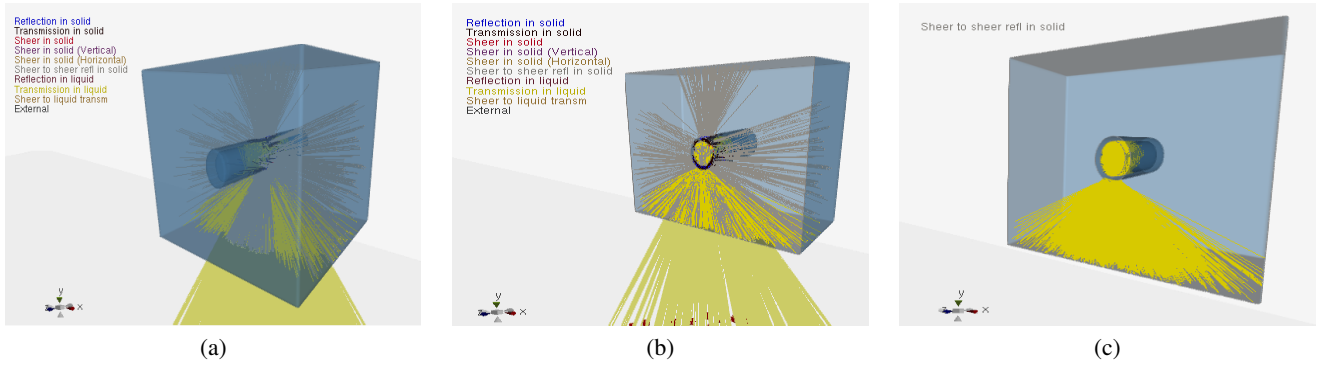 Reflection in solid
Transmission in solid
Sheer in solid
Sheer in solid (Vertical)
Sheer in solid (Horizontal)
Sheer to sheer refl in solid
Reflection in liquid
Transmission in liquid
Sheer to liquid transm
External
y
z
x
(a)
Reflection in solid
Transmission in solid
Sheer in solid
Sheer in solid (Vertical)
Sheer in solid (Horizontal)
Sheer to sheer refl in solid
Reflection in liquid
Transmission in liquid
Sheer to liquid transm
External
y
z
x
(b)
Sheer to sheer refl in solid
y
z
x
(c)